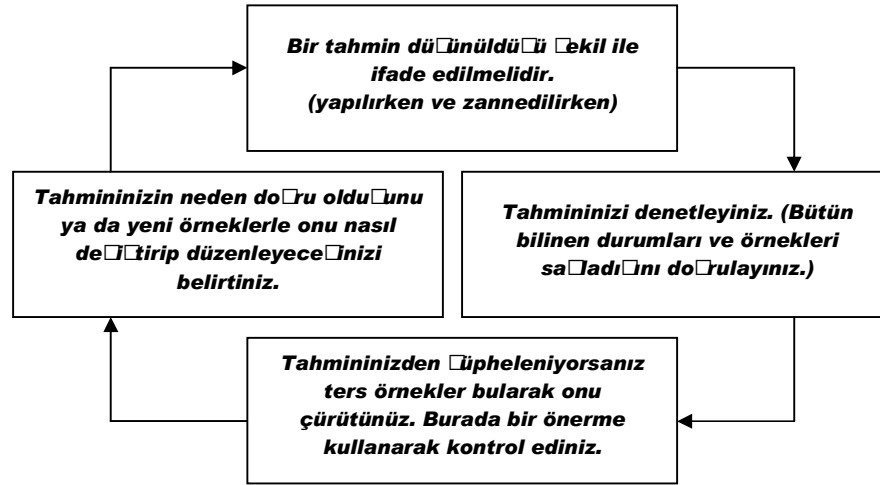 Bir tahmin dü□ünüldü□ü □ekil ile
ifade edilmelidir.
(yapılırken ve zannedilirken)
Tahmininizi denetleyiniz. (Bütün
bilinen durumları ve örnekleri
sa□ladı□ını do□rulayınız.)
Tahmininizden □üpheleniyorsanız
ters örnekler bularak onu
çürütünüz. Burada bir önerme
kullanarak kontrol ediniz.
Tahmininizin neden do□ru oldu□unu
ya da yeni örneklerle onu nasıl
de□i□tirip düzenleyece□inizi
belirtiniz.